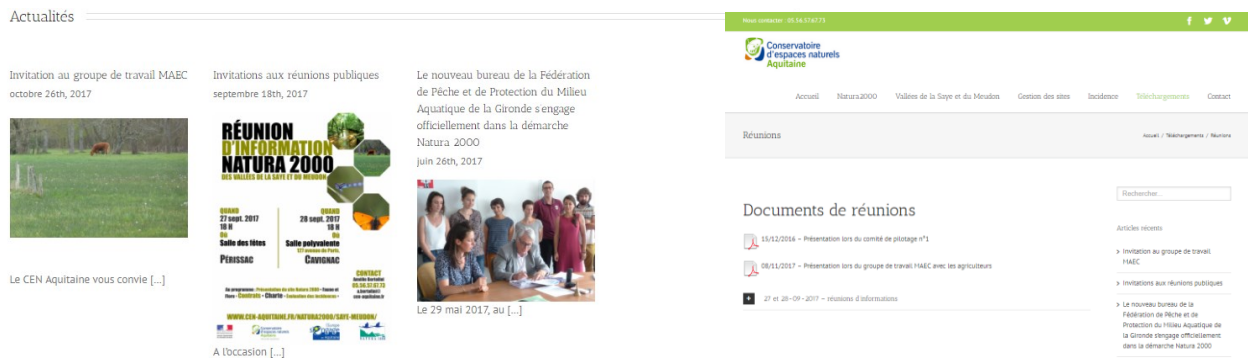 Actualités
Invitation au groupe de travail MAEC
octobre 26th, 2017
Le CEN Aquitaine vous convie [...]
Invitations aux réunions publiques
septembre 18th, 2017
RÉUNION
D'INFORMATION
NATURA 2000
DES VALLÉES DE LA SAYE ET DU MEUDON
QUAND
27 sept. 2017
18 H
OÙ
Salle des fêtes
PÉRISSAC
QUAND
28 sept. 2017
18 H
OÙ
Salle polyvalente
CAVIGNAC
CONTACT
05.56.57.67.73
cen-aquitaine.fr
WWW.CEN-AQUITAINE.FR/NATURA2000/SAYE-MEUDON/
A l'occasion [...]
Le nouveau bureau de la Fédération
de Pêche et de Protection du Milieu
Aquatique de la Gironde s'engage
officiellement dans la démarche
Natura 2000
juin 26th, 2017
Le 29 mai 2017, au [...]
Nous contacter : 05.56.57.67.73
Conservatoire
d'espaces naturels
Aquitaine
Accueil Natura2000 Vallées de la Saye et du Meudon Gestion des sites Incidence Téléchargements Contact
Réunions
Accueil / Téléchargements / Réunions
Documents de réunions
15/12/2016 – Présentation lors du comité de pilotage n°1
08/11/2017 – Présentation lors du groupe de travail MAEC avec les agriculteurs
27 et 28-09-2017 – réunions d'informations
Rechercher...
Articles récents
Invitation au groupe de travail
MAEC
Invitations aux réunions publiques
Le nouveau bureau de la
Fédération de Pêche et de
Protection du Milieu Aquatique de
la Gironde s'engage officiellement
dans la démarche Natura 2000